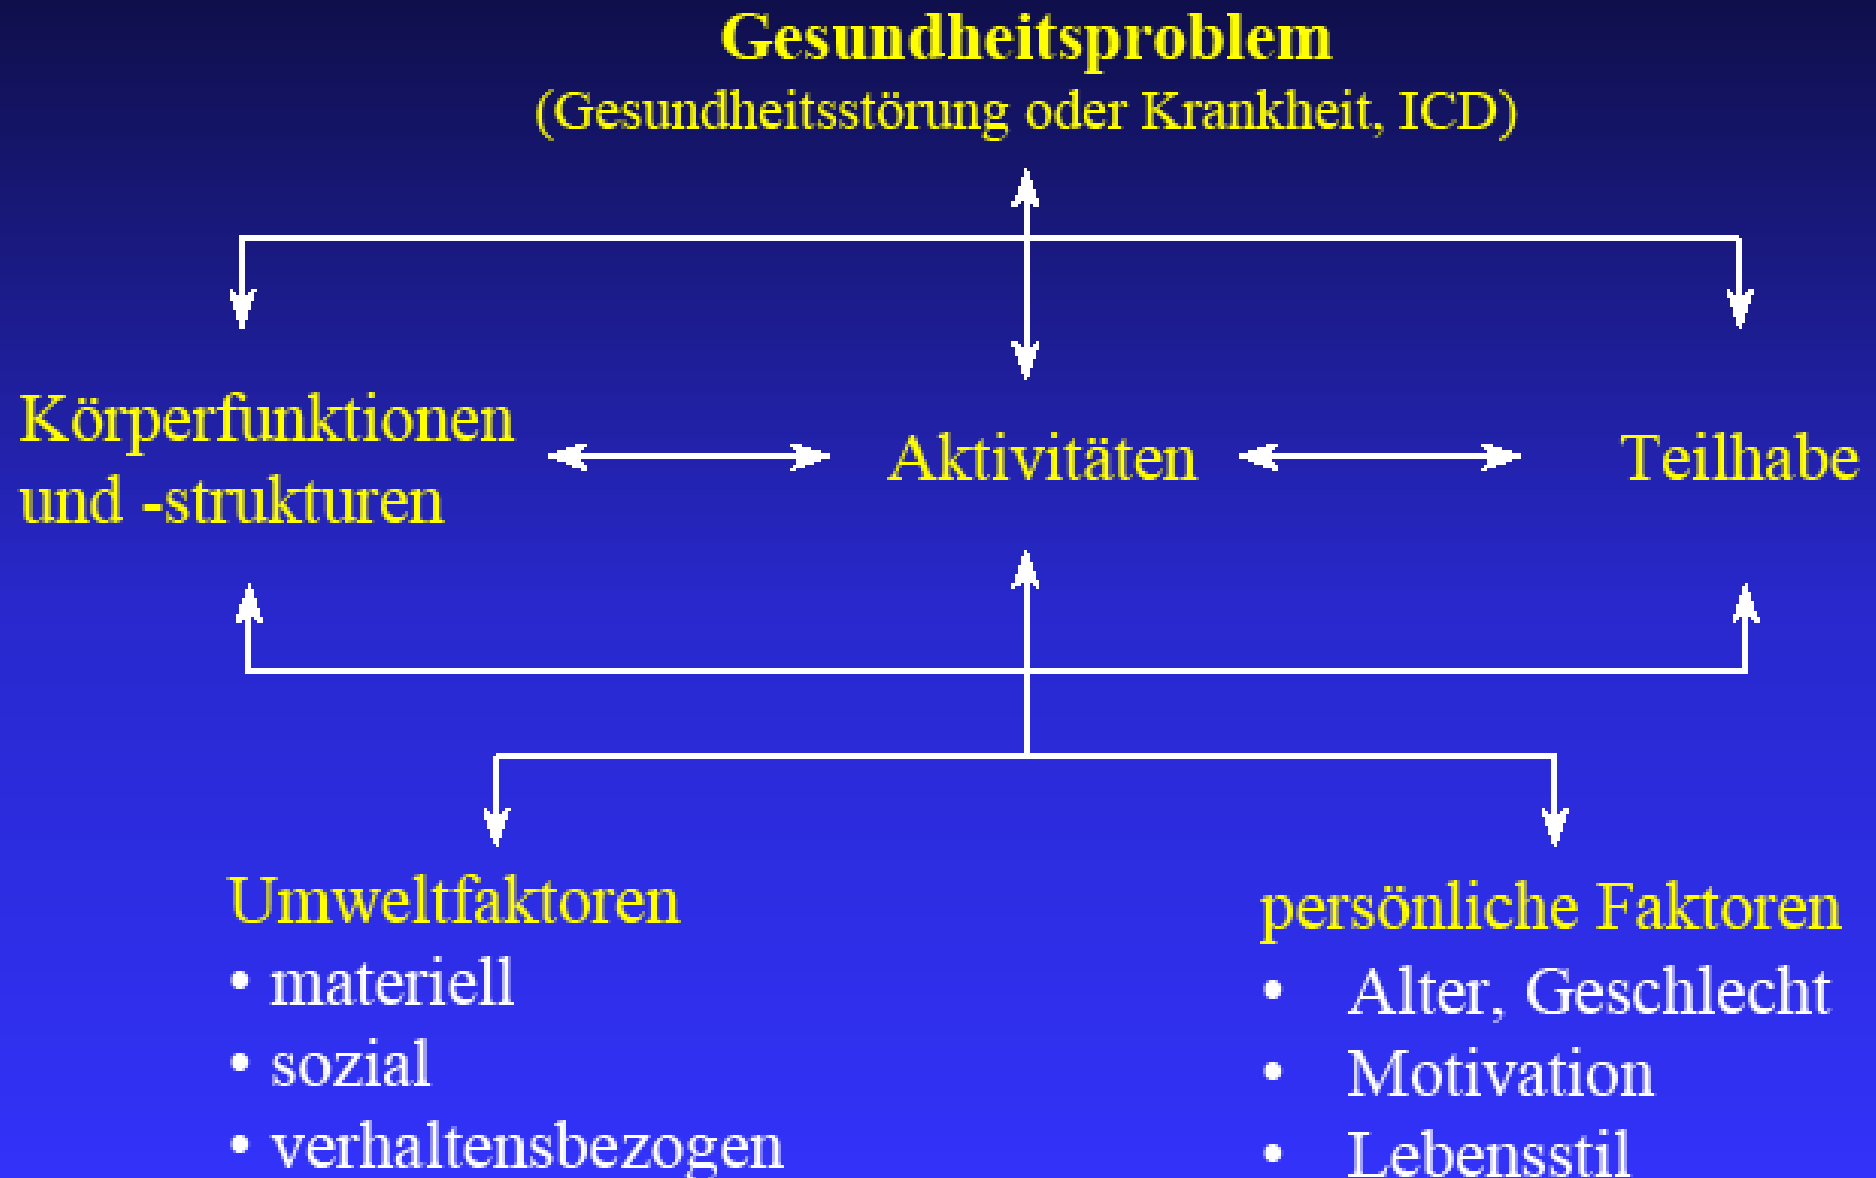 Gesundheitsproblem
(Gesundheitsstörung oder Krankheit, ICD)
Körperfunktionen
und -strukturen
Aktivitäten
Teilhabe
Umweltfaktoren
• materiell
• sozial
• verhaltensbezogen
persönliche Faktoren
• Alter, Geschlecht
• Motivation
• Lebensstil